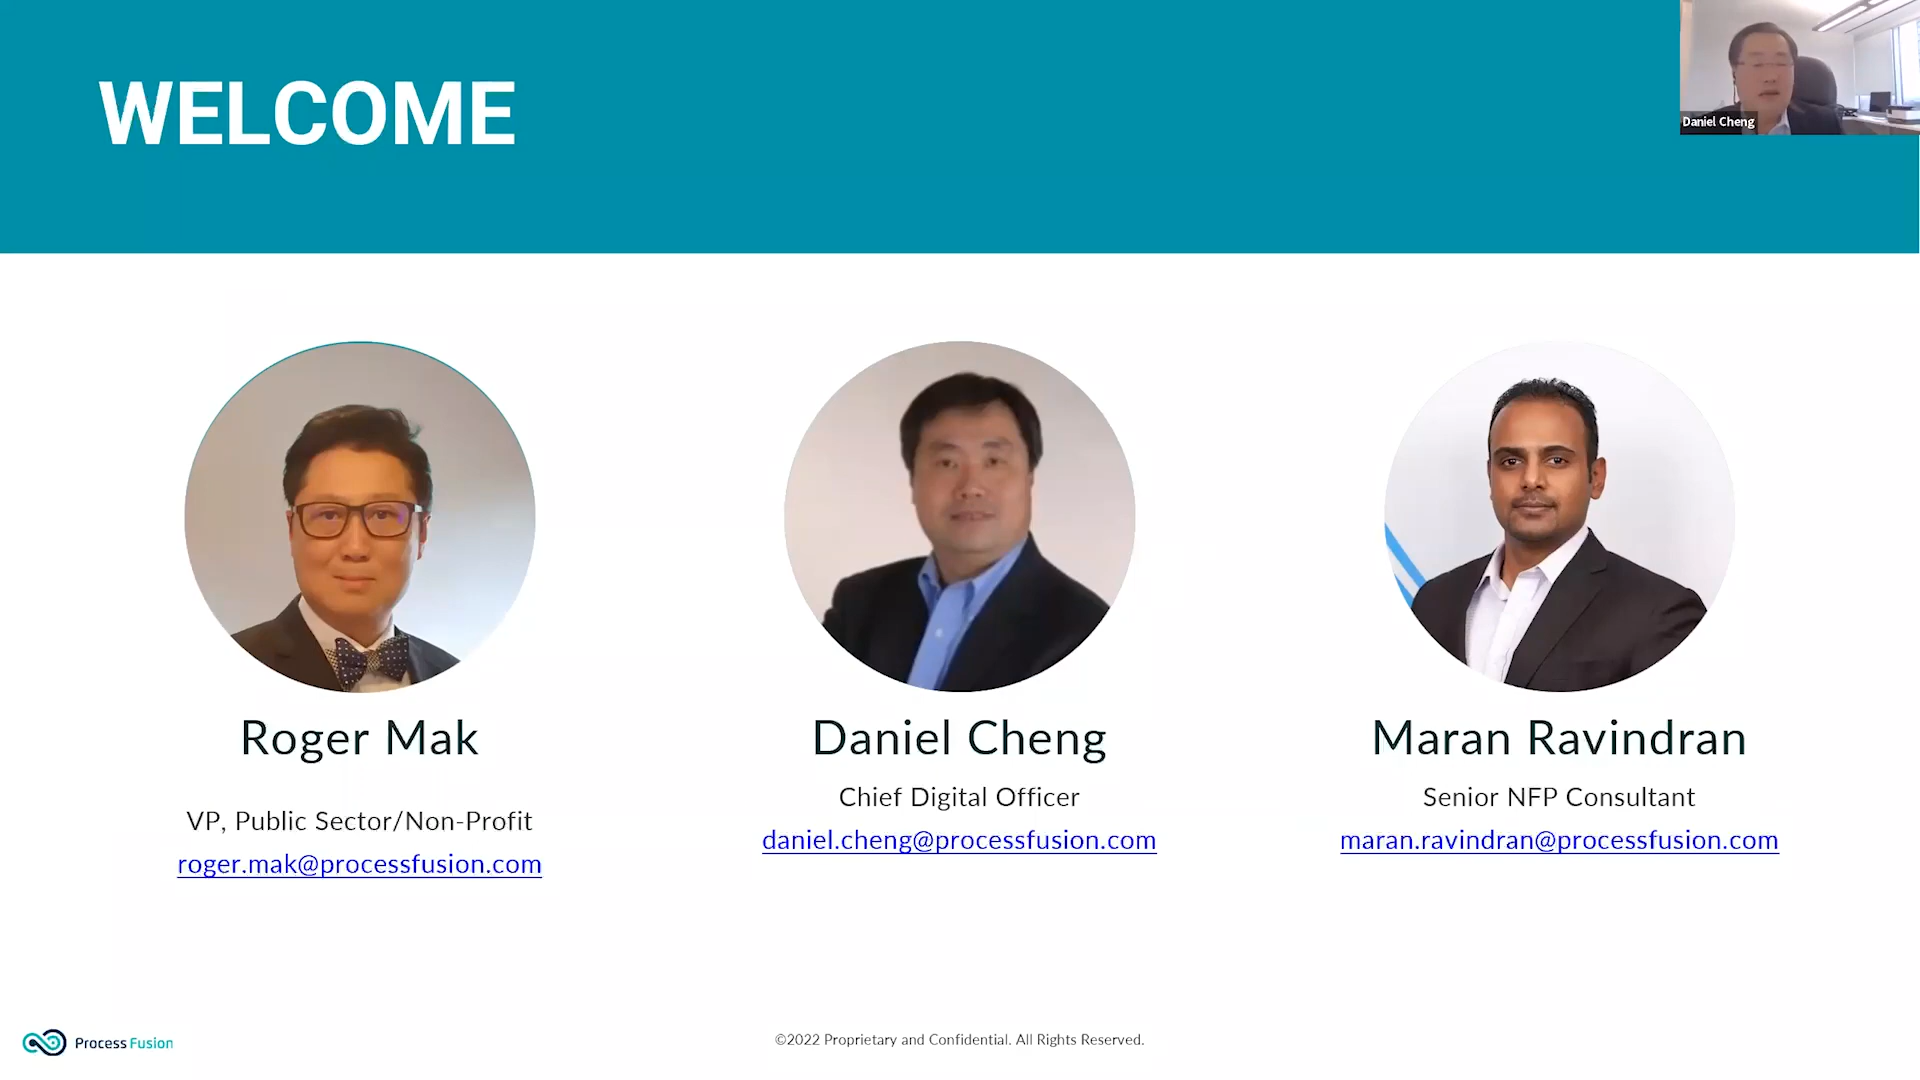 WELCOME
Daniel Cheng
Roger Mak
VP, Public Sector/Non-Profit
roger.mak@processfusion.com
Daniel Cheng
Chief Digital Officer
daniel.cheng@processfusion.com
Maran Ravindran
Senior NFP Consultant
maran.ravindran@processfusion.com
Process Fusion
©2022 Proprietary and Confidential. All Rights Reserved.